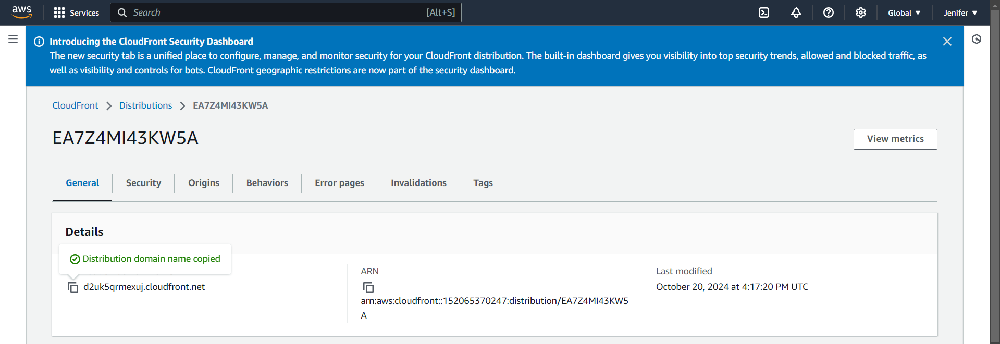 aws
Services
Search
[Alt+S]
Global
Jenifer
Introducing the CloudFront Security Dashboard
The new security tab is a unified place to configure, manage, and monitor security for your CloudFront distribution. The built-in dashboard gives you visibility into top security trends, allowed and blocked traffic, as
well as visibility and controls for bots. CloudFront geographic restrictions are now part of the security dashboard.
CloudFront
Distributions
EA7Z4MI43KW5A
EA7Z4MI43KW5A
View metrics
General
Security
Origins
Behaviors
Error pages
Invalidations
Tags
Details
Distribution domain name copied
d2uk5qrmexuj.cloudfront.net
ARN
arn:aws:cloudfront::152065370247:distribution/EA7Z4MI43KW5
A
Last modified
October 20, 2024 at 4:17:20 PM UTC